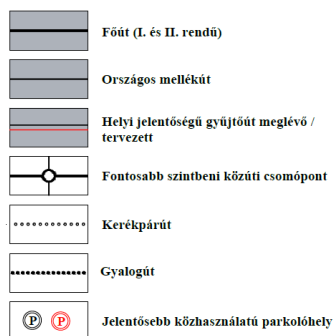 Főút (I. és II. rendű)
Országos mellékút
Helyi jelentőségű gyűjtőút meglévő /
tervezett
Fontosabb szintbeni közúti csomópont
Kerékpárút
Gyalogút
P P Jelentősebb közhasználatú parkolóhely